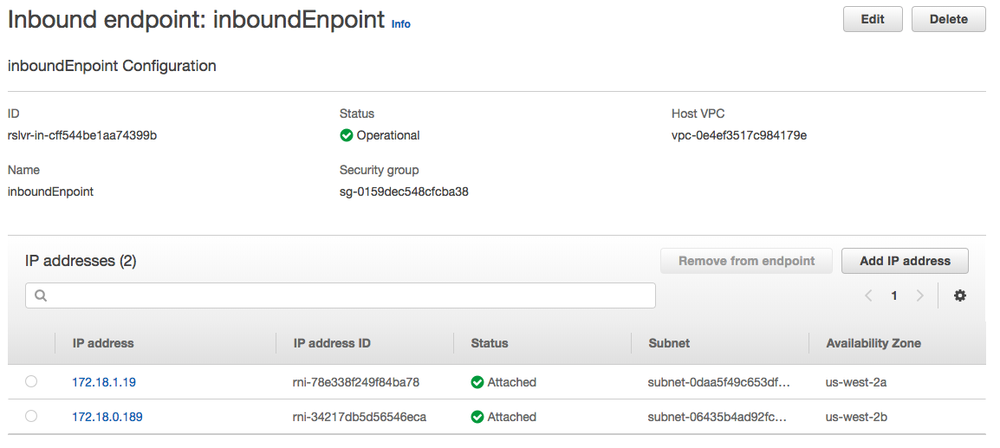 Inbound endpoint: inboundEnpoint Info
Edit
Delete
inboundEnpoint Configuration
ID
Status
Host VPC
rslvr-in-cff544be1aa74399b
Operational
vpc-0e4ef3517c984179e
Name
Security group
inboundEnpoint
sg-0159dec548cfcba38
IP addresses (2)
Remove from endpoint
Add IP address
1
IP address
IP address ID
Status
Subnet
Availability Zone
172.18.1.19
rni-78e338f249f84ba78
Attached
subnet-0daa5f49c653df...
us-west-2a
172.18.0.189
rni-34217db5d56546eca
Attached
subnet-06435b4ad92fc...
us-west-2b